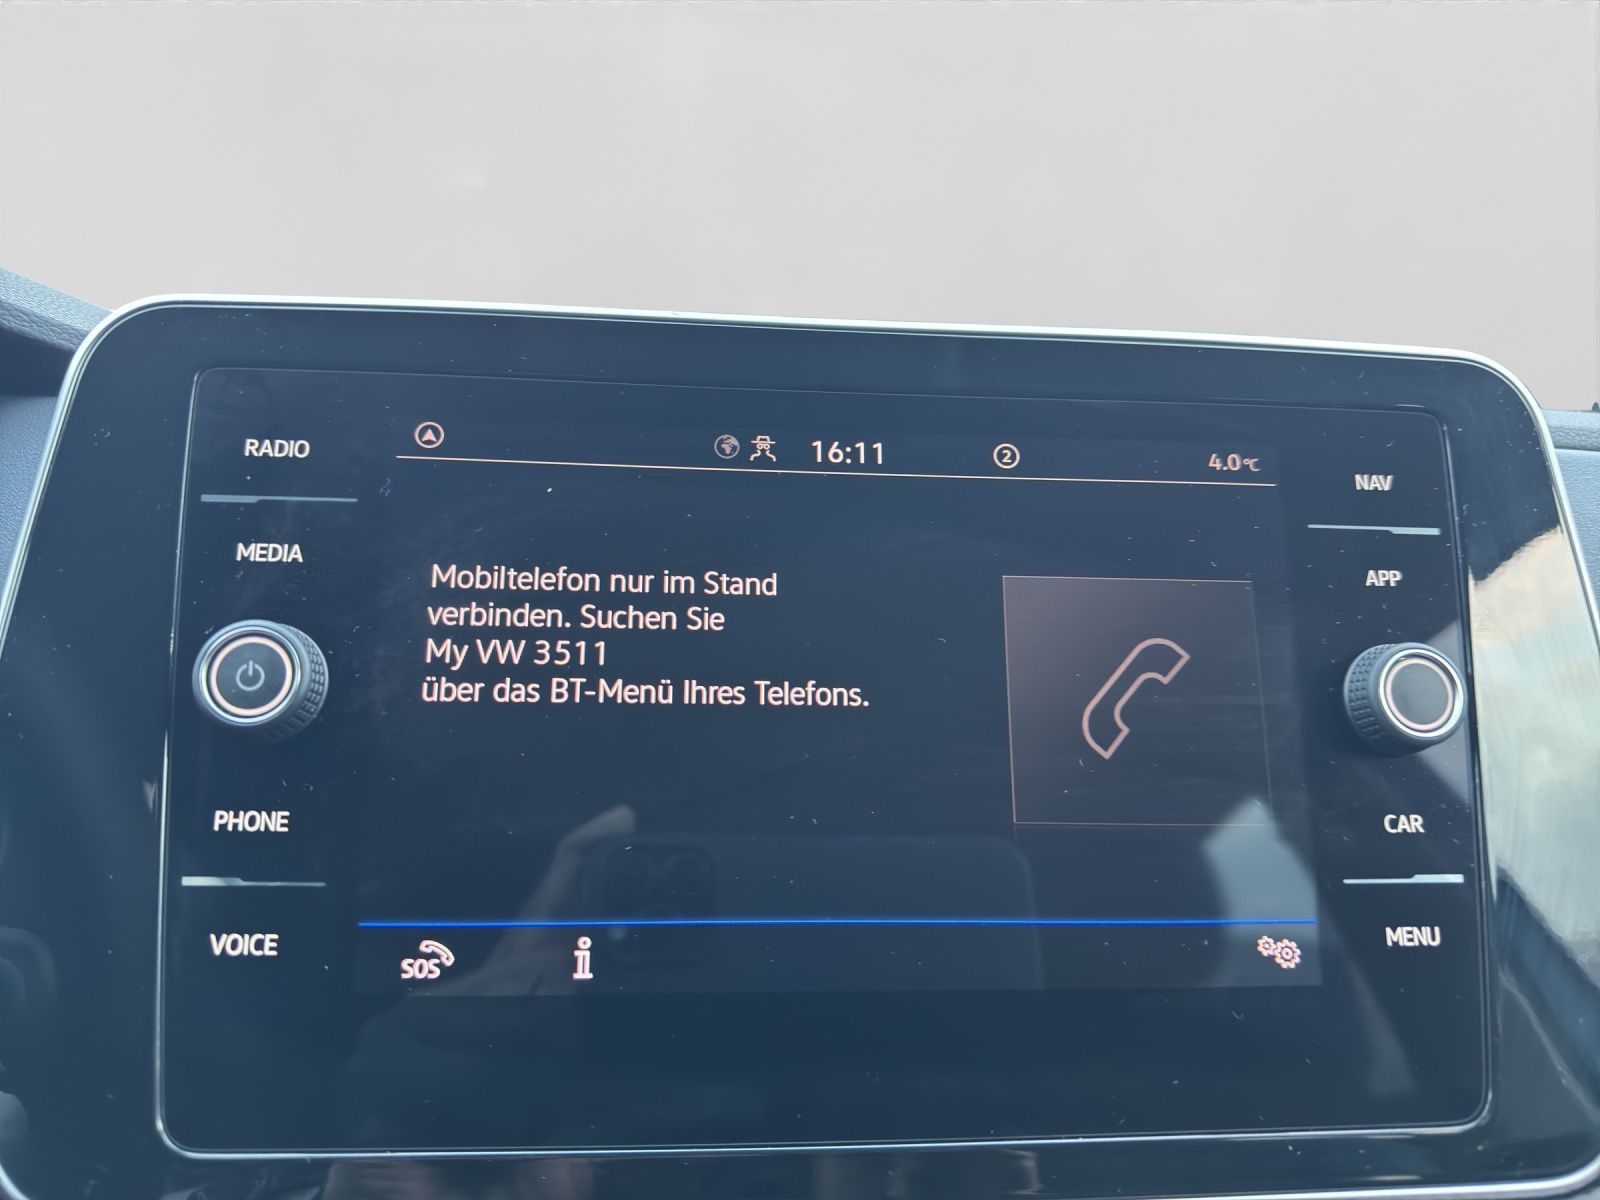 RADIO
MEDIA
PHONE
VOICE
16:11
2
4.0°C
Mobiltelefon nur im Stand
verbinden. Suchen Sie
My VW 3511
über das BT-Menü Ihres Telefons.
SOS
i
NAV
APP
CAR
MENU